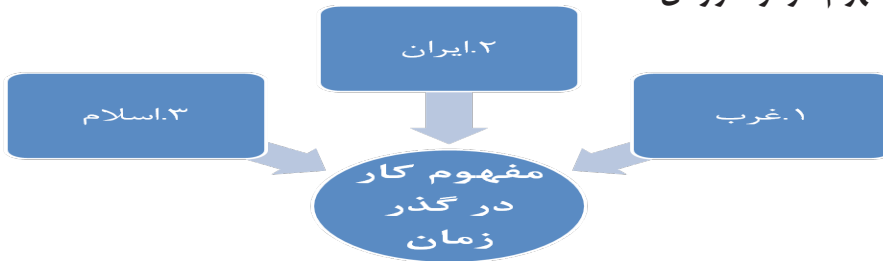 ۲.ایران
۱.غرب
۳.اسلام
مفهوم کار
در گذر
زمان